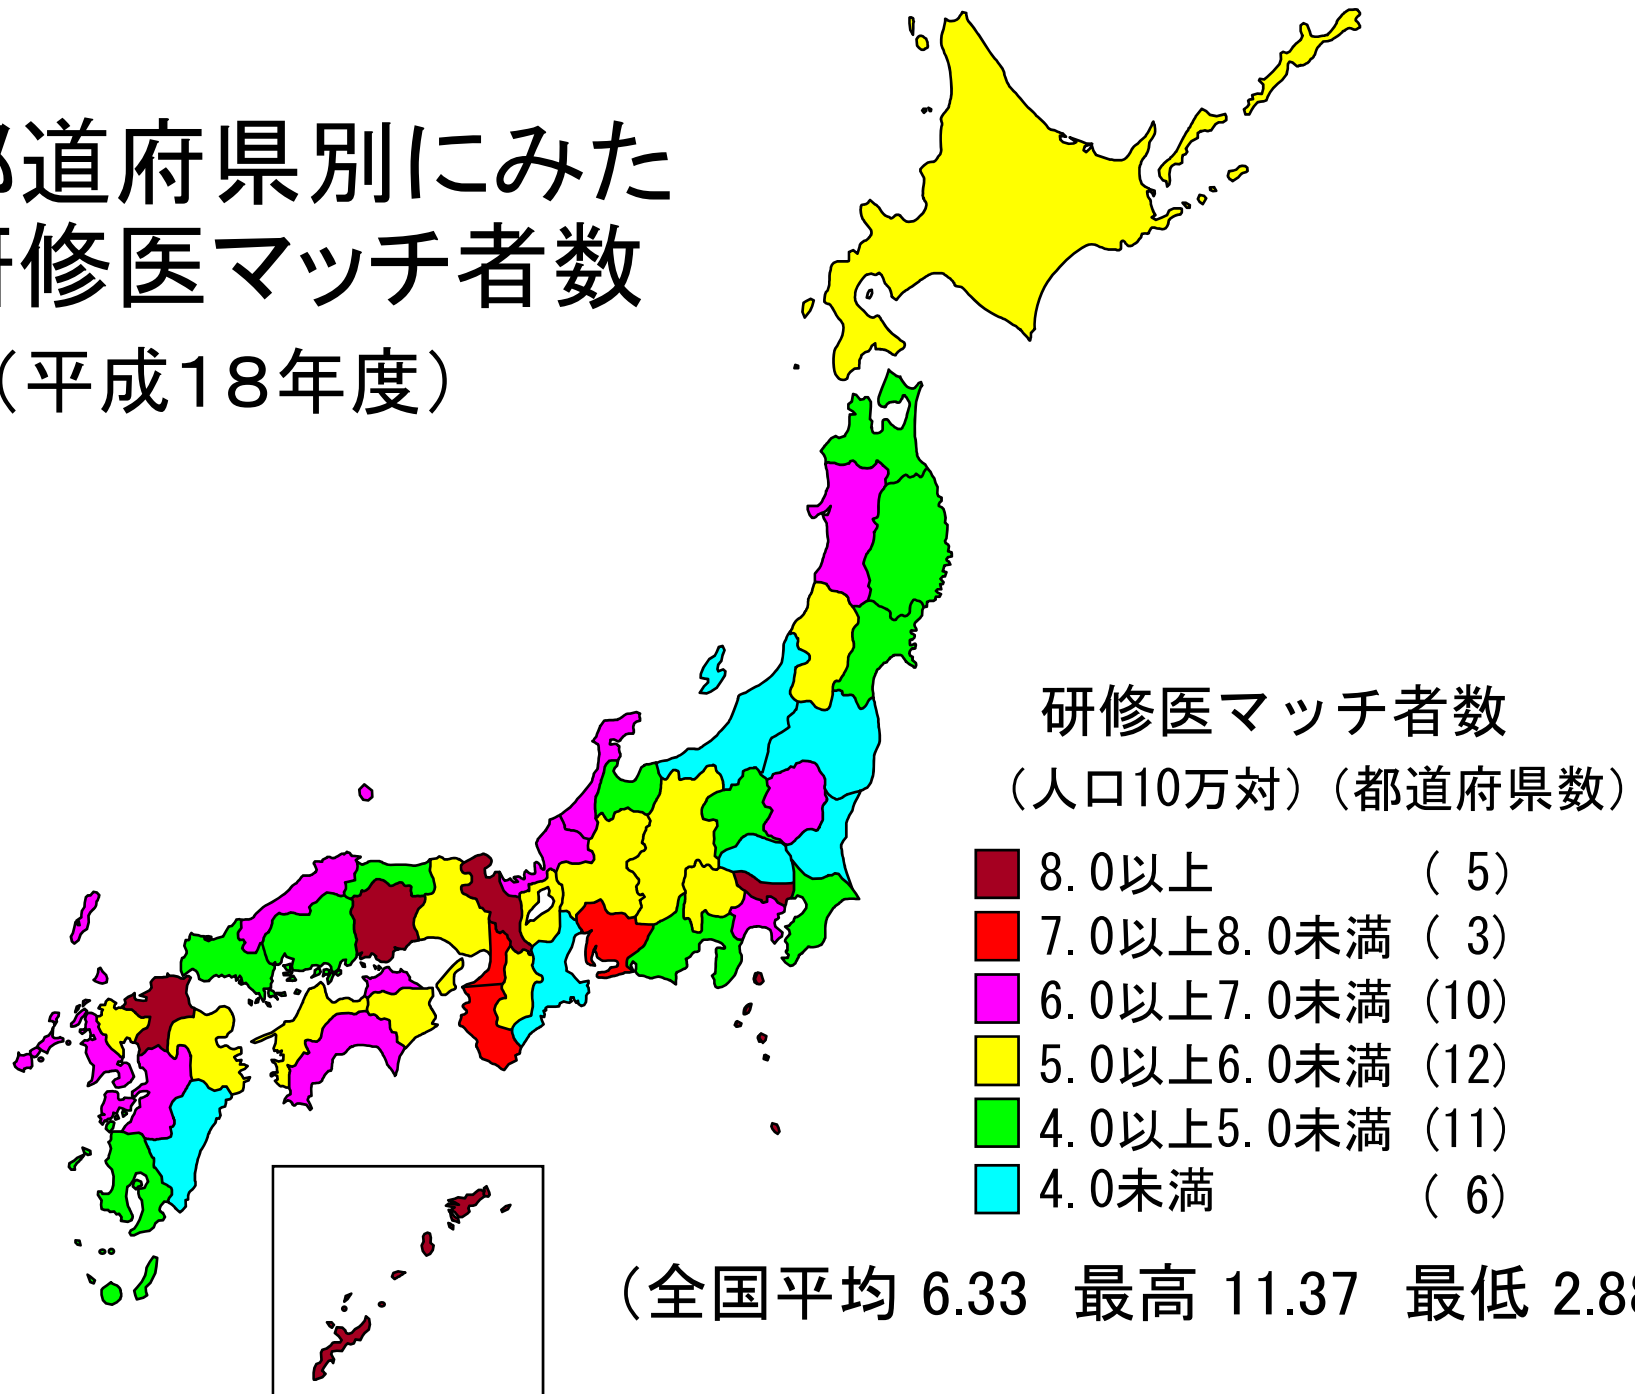 道府県別にみた
修医マッチ者数
（平成18年度）
研修医マッチ者数
（人口10万対）（都道府県数）
8.0以上 ( 5)
7.0以上8.0未満 ( 3)
6.0以上7.0未満 (10)
5.0以上6.0未満 (12)
4.0以上5.0未満 (11)
4.0未満 ( 6)
（全国平均 6.33 最高 11.37 最低 2.88